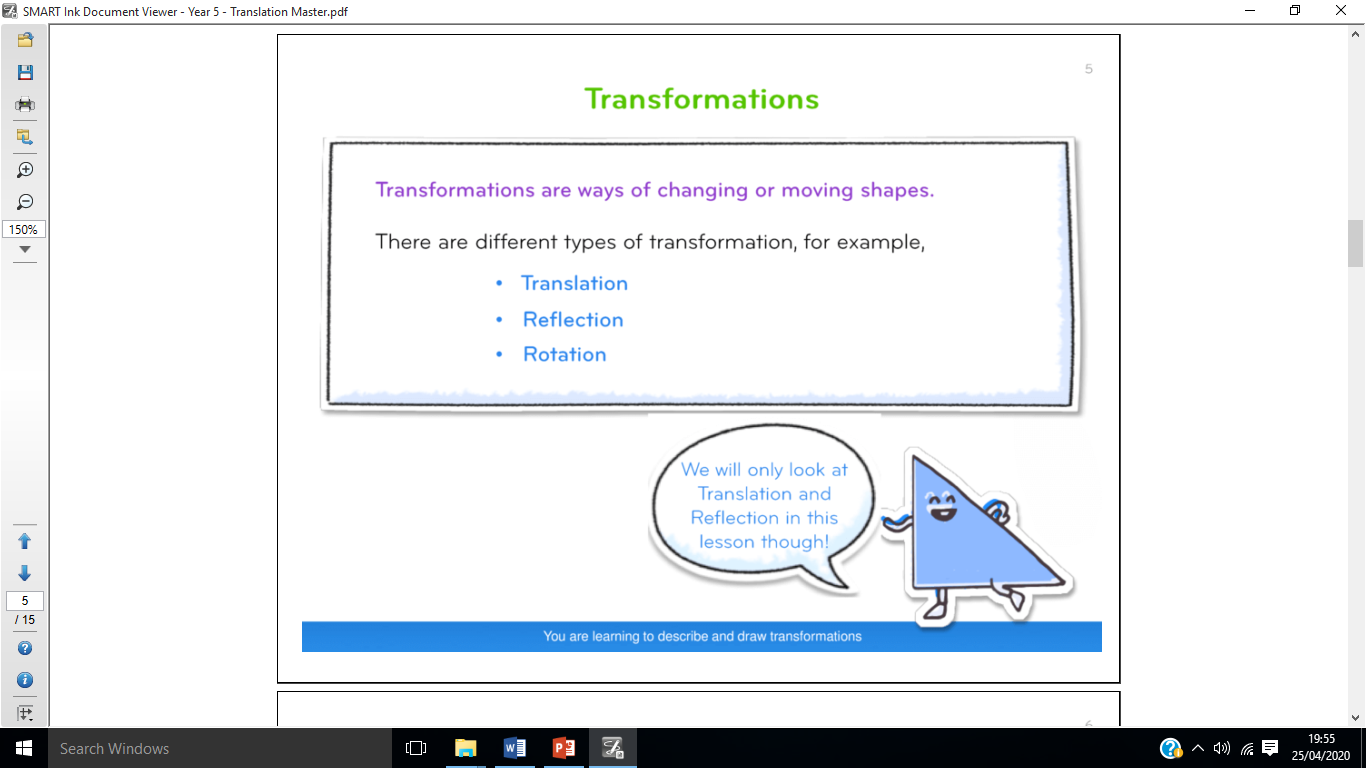 SMART Ink Document Viewer - Year 5 - Translation Master.pdf
5
Transformations
Transformations are ways of changing or moving shapes.
There are different types of transformation, for example,
• Translation
• Reflection
• Rotation
We will only look at
Translation and
Reflection in this
lesson though!
You are learning to describe and draw transformations
150%
5
/ 15
Search Windows
19:55
25/04/2020